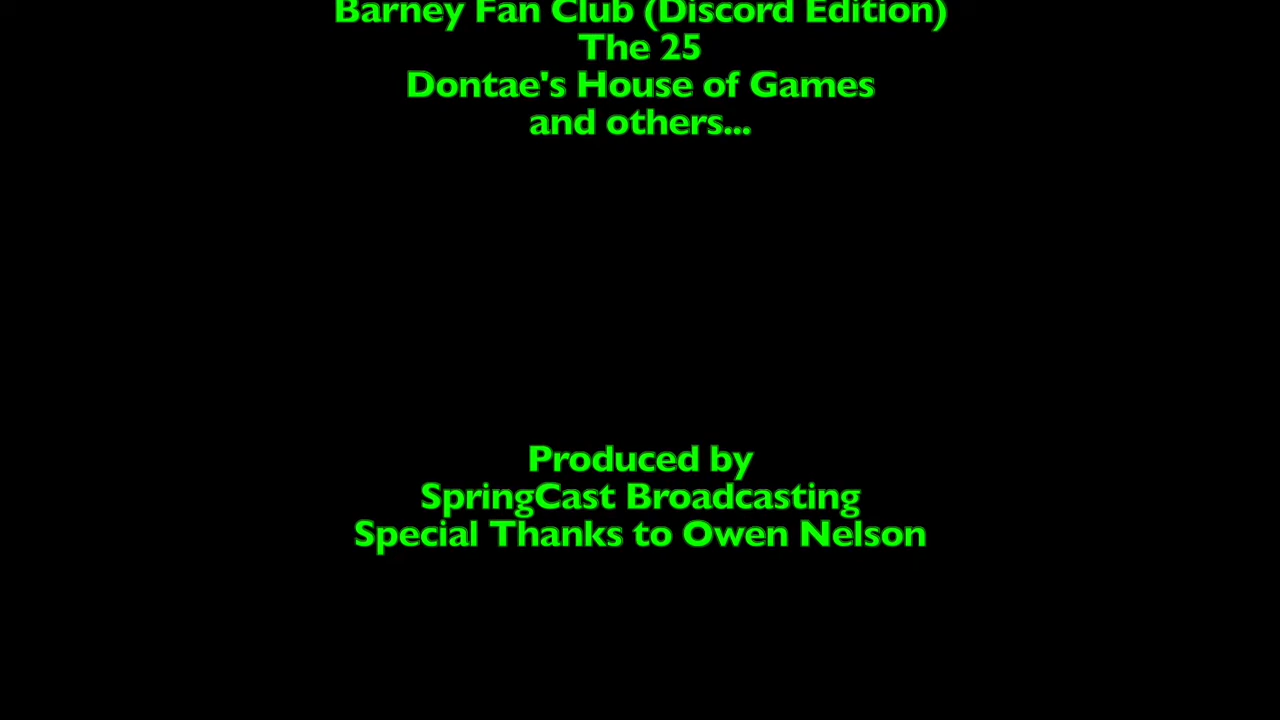 Barney Fan Club (Discord Edition)
The 25
Dontae's House of Games
and others...
Produced by
SpringCast Broadcasting
Special Thanks to Owen Nelson